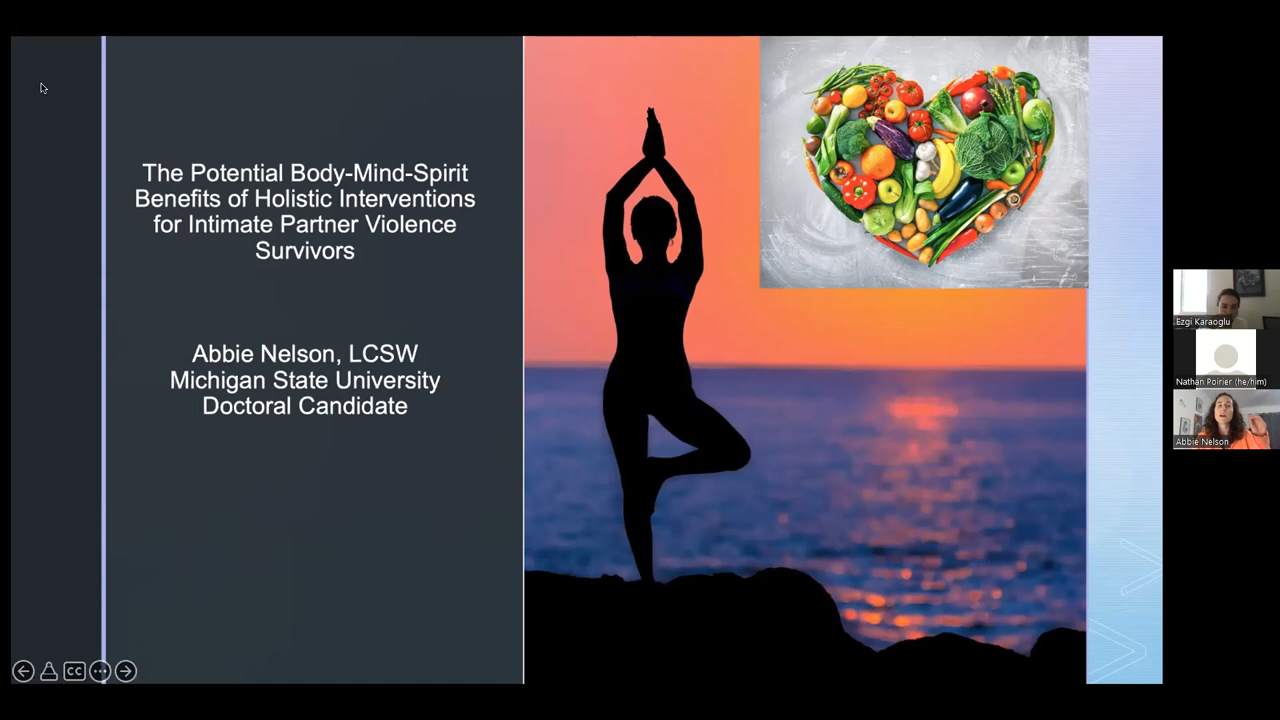 The Potential Body-Mind-Spirit
Benefits of Holistic Interventions
for Intimate Partner Violence
Survivors
Abbie Nelson, LCSW
Michigan State University
Doctoral Candidate
CC
Ezgi Karaoglu
Nathan Poirier (he/him)
Abbie Nelson